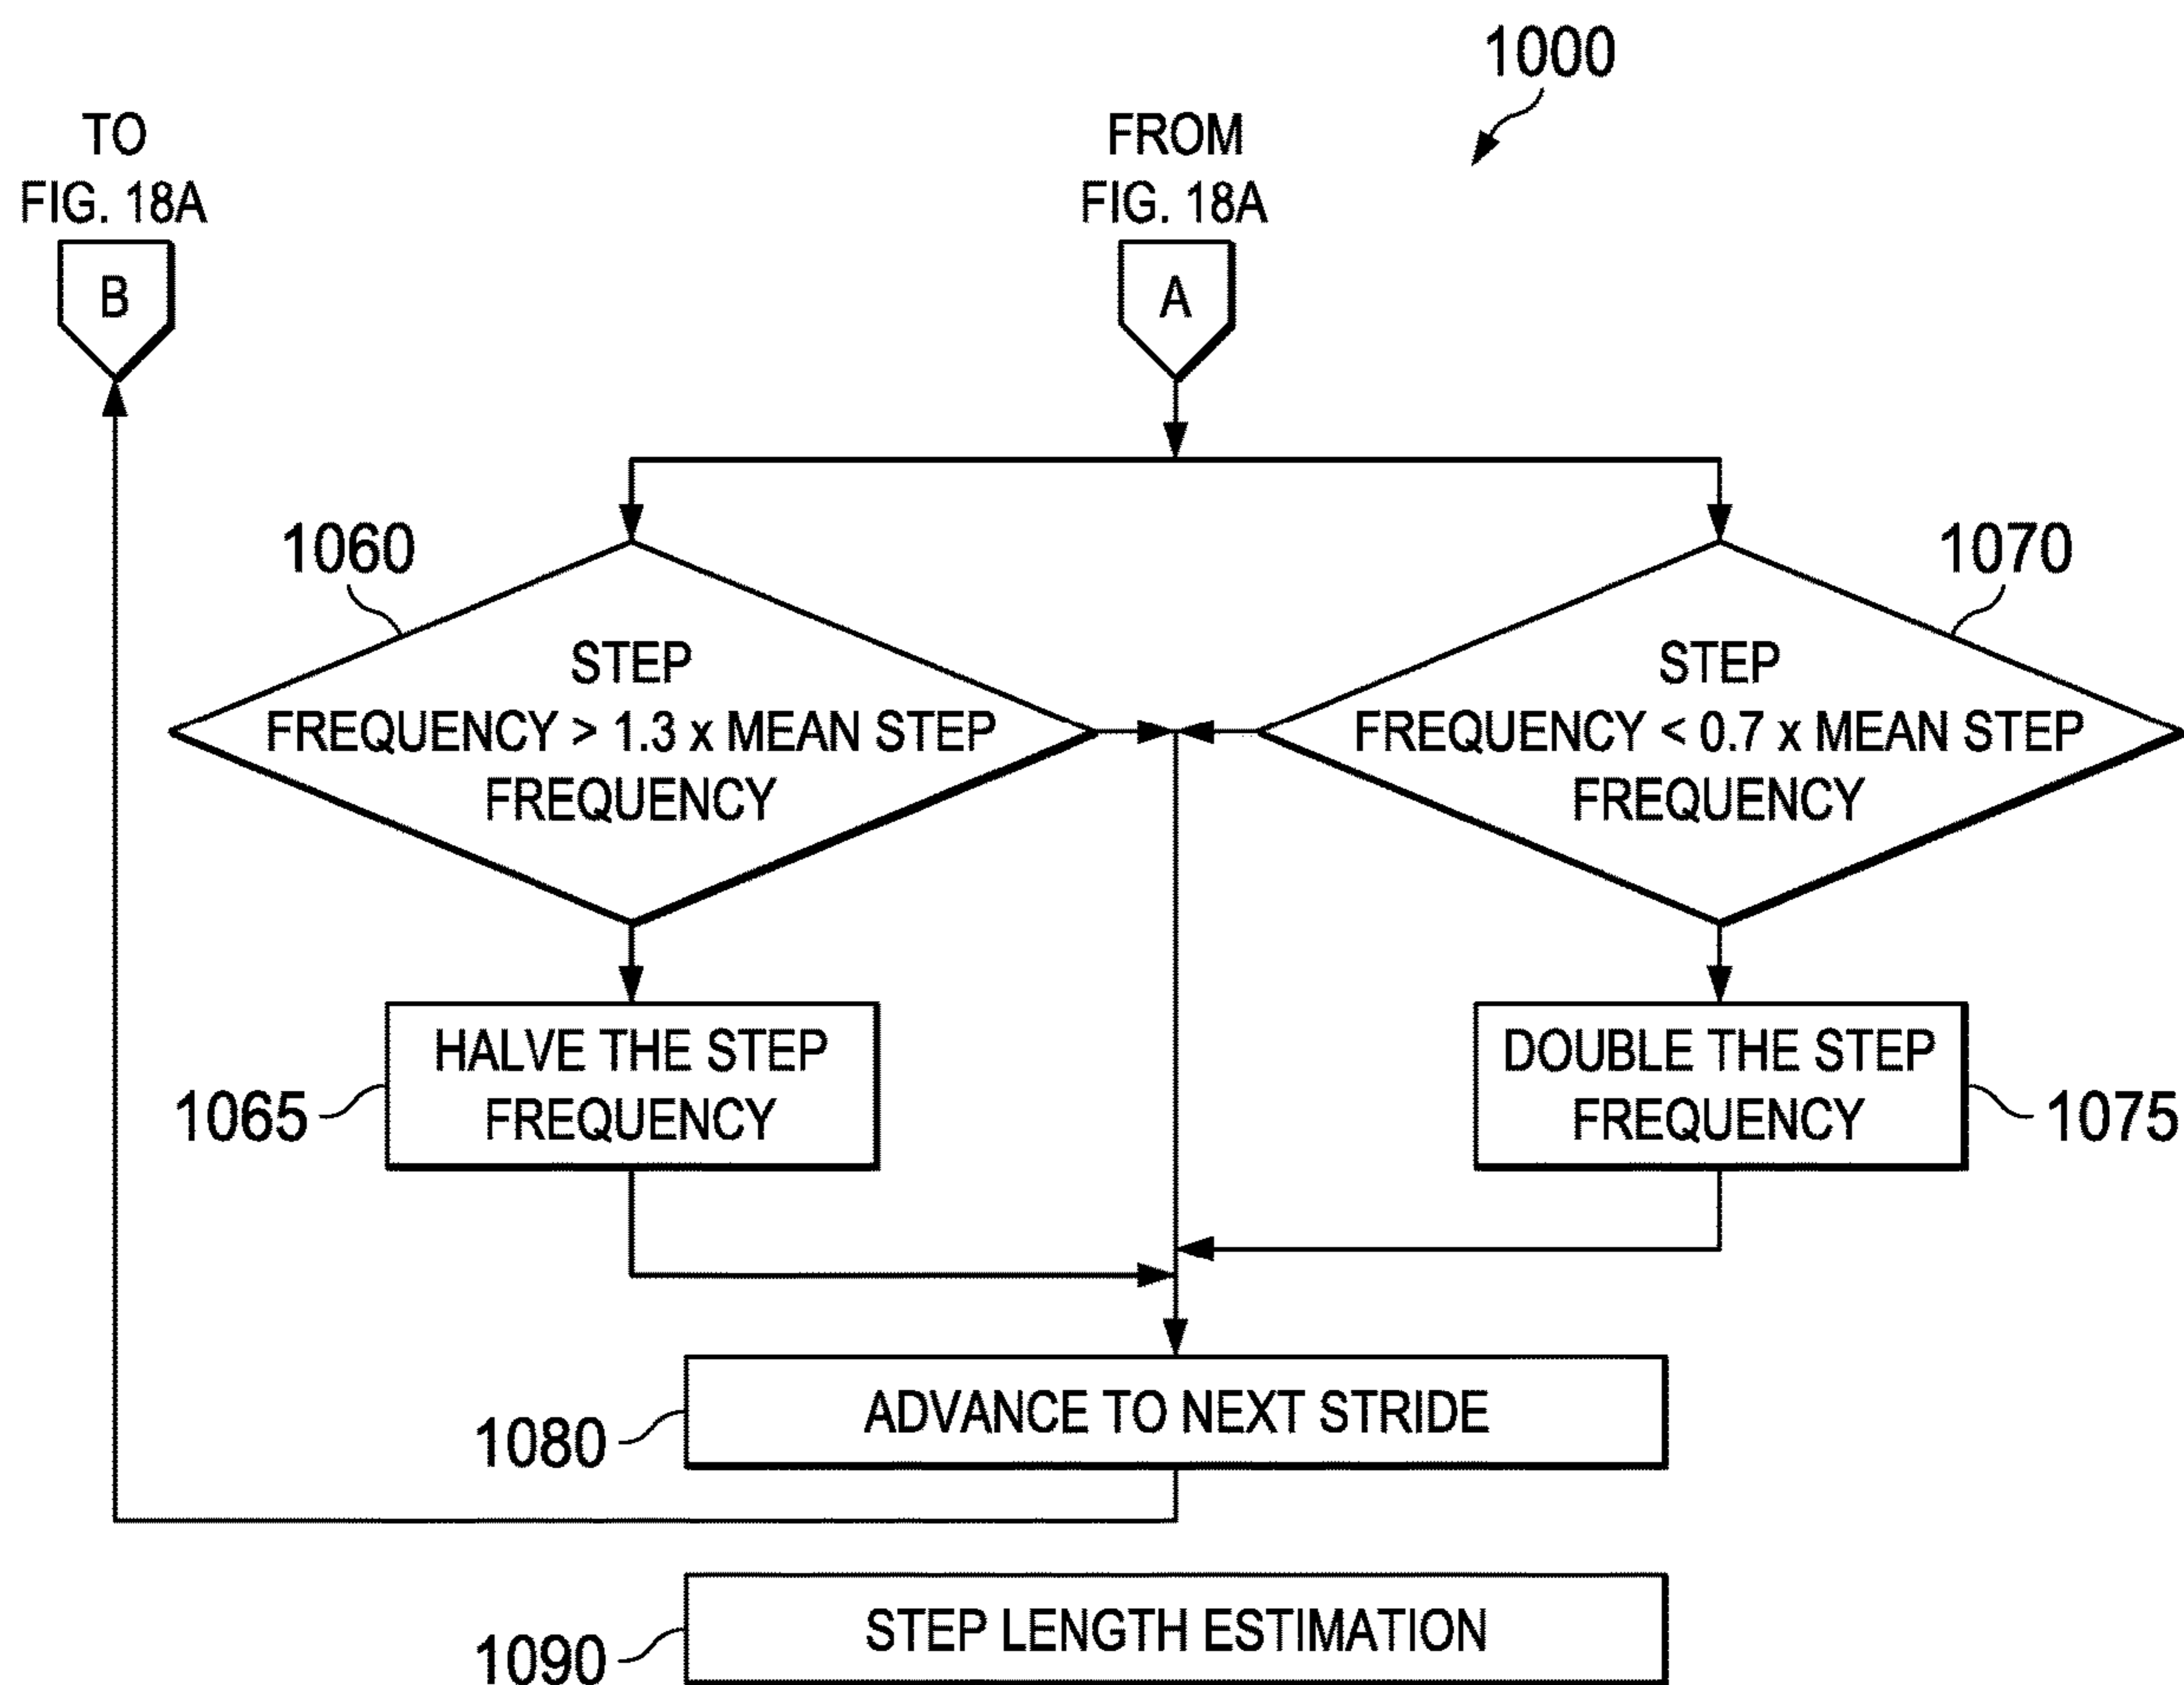 1000
TO
FIG. 18A
B
FROM
FIG. 18A
A
1060
STEP
FREQUENCY > 1.3 x MEAN STEP
FREQUENCY
1070
STEP
FREQUENCY < 0.7 x MEAN STEP
FREQUENCY
1065
HALVE THE STEP
FREQUENCY
DOUBLE THE STEP
FREQUENCY
1075
1080
ADVANCE TO NEXT STRIDE
1090
STEP LENGTH ESTIMATION